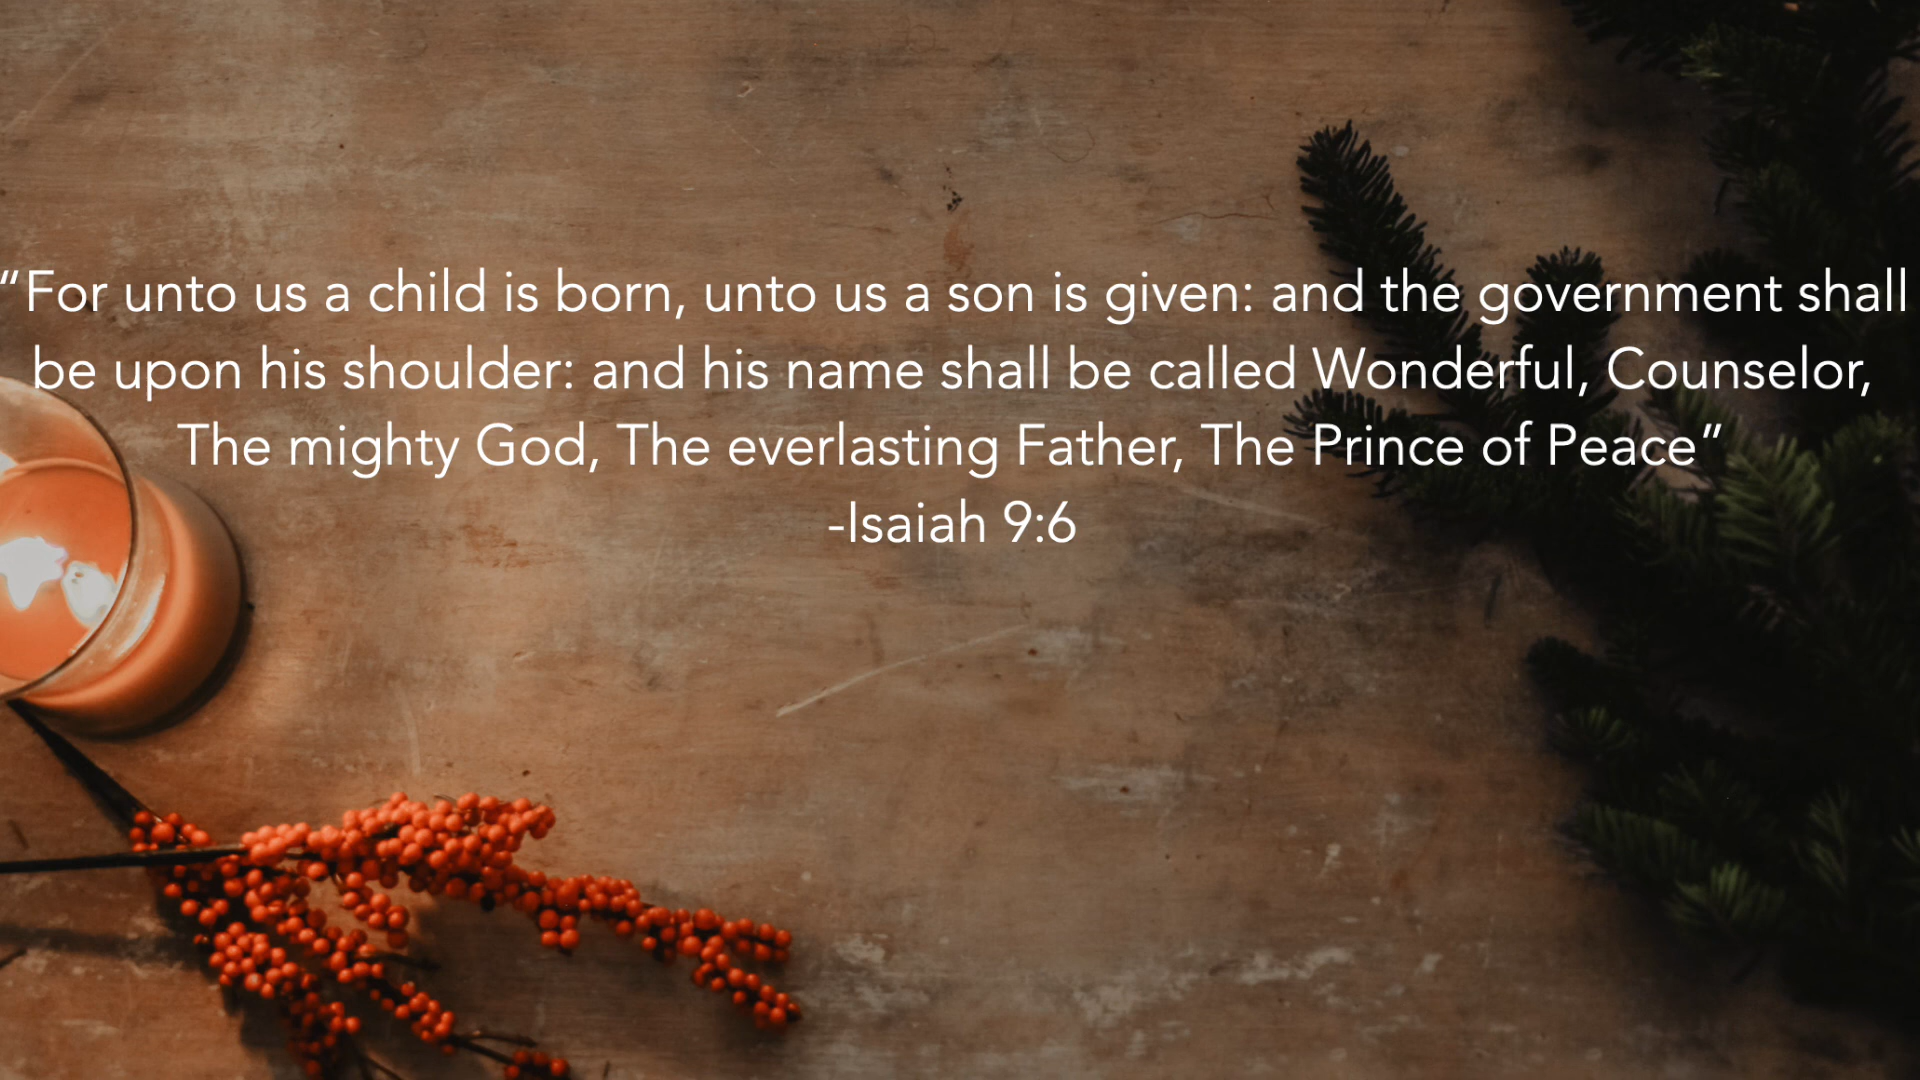 “For unto us a child is born, unto us a son is given: and the government shall
be upon his shoulder: and his name shall be called Wonderful, Counselor,
The mighty God, The everlasting Father, The Prince of Peace”
-Isaiah 9:6